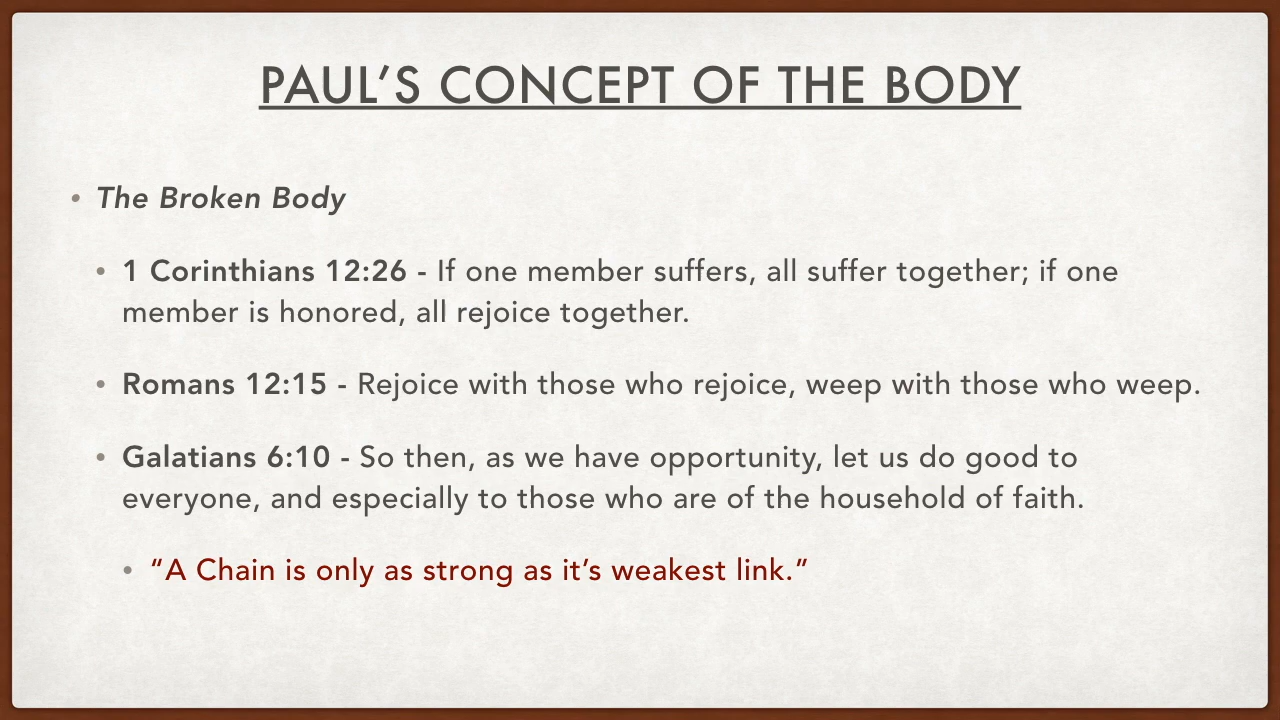 PAUL’S CONCEPT OF THE BODY
• The Broken Body
• 1 Corinthians 12:26 - If one member suffers, all suffer together; if one
member is honored, all rejoice together.
• Romans 12:15 - Rejoice with those who rejoice, weep with those who weep.
• Galatians 6:10 - So then, as we have opportunity, let us do good to
everyone, and especially to those who are of the household of faith.
• “A Chain is only as strong as it’s weakest link.”